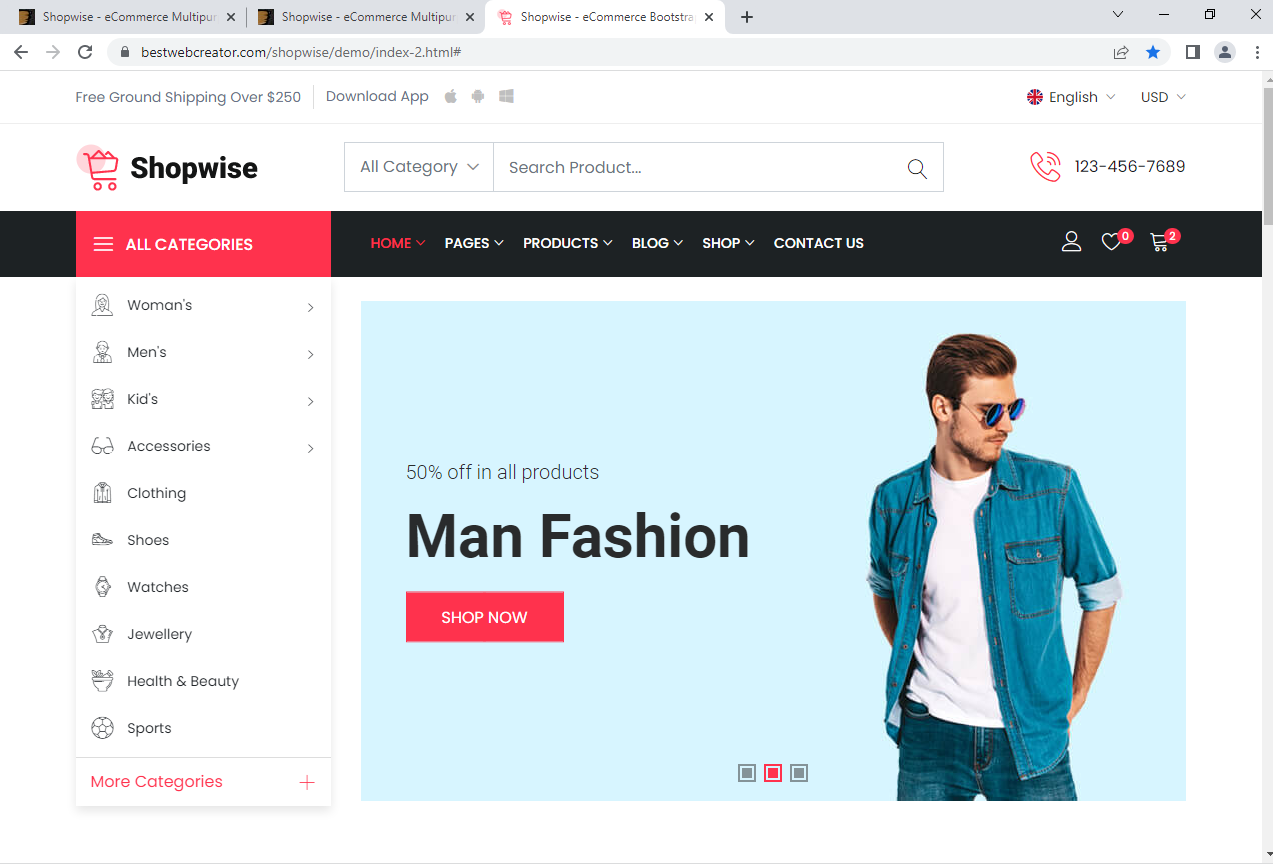 Shopwise - eCommerce Multipur
Shopwise - eCommerce Multipur
Shopwise - eCommerce Bootstra
bestwebcreator.com/shopwise/demo/index-2.html#
Free Ground Shipping Over $250
Download App
English
USD
Shopwise
All Category
Search Product...
123-456-7689
ALL CATEGORIES
HOME
PAGES
PRODUCTS
BLOG
SHOP
CONTACT US
0
2
Woman's
Men's
Kid's
Accessories
Clothing
Shoes
Watches
Jewellery
Health & Beauty
Sports
More Categories
50% off in all products
Man Fashion
SHOP NOW